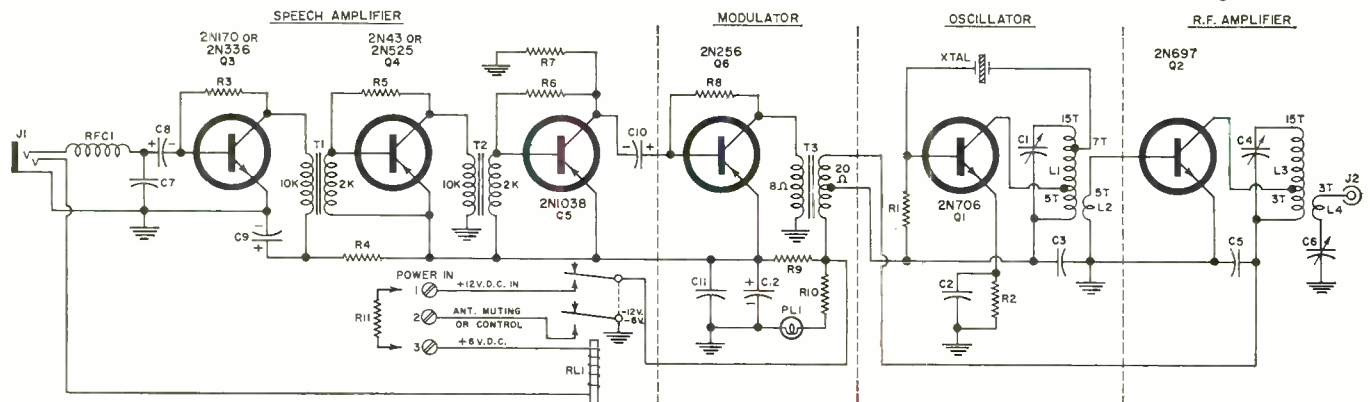 SPEECH AMPLIFIER
MODULATOR
OSCILLATOR
R.F. AMPLIFIER
2N170 OR
2N336
Q3
2N43 OR
2N525
Q4
R7
R6
2N256
Q6
XTAL
2N697
Q2
R3
R5
R8
J1
RFC1
C8
+
-
C7
T1
10K
2K
T2
10K
2K
2N1038
Q5
C10
-
+
T3
8Ω
20
Ω
R1
2N706
Q1
C1
15T
7T
L1
5T
5T
L2
C4
15T
L3
3T
3T
L4
J2
C9
-
+
R4
R9
C3
C5
C6
POWER IN
1
+12V.D.C. IN
R11
2
ANT. MUTING
OR CONTROL
-12V.
-6V.
3
+6V.D.C.
RL1
C11
+
C12
-
PL1
R10
C2
R2